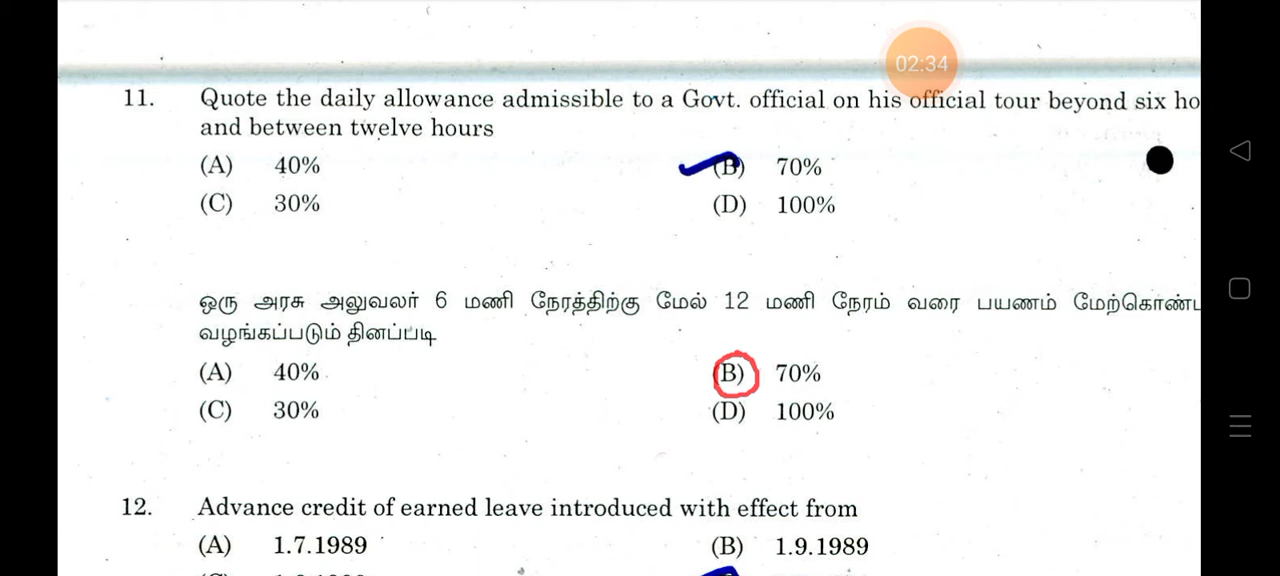 02:34
11. Quote the daily allowance admissible to a Govt. official on his official tour beyond six ho
and between twelve hours
(A) 40% (B) 70%
(C) 30% (D) 100%
ஒரு அரசு அலுவலர் 6 மணி நேரத்திற்கு மேல் 12 மணி நேரம் வரை பயணம் மேற்கொண்ட
வழங்கப்படும் தினப்படி
(A) 40% (B) 70%
(C) 30% (D) 100%
12. Advance credit of earned leave introduced with effect from
(A) 1.7.1989 (B) 1.9.1989